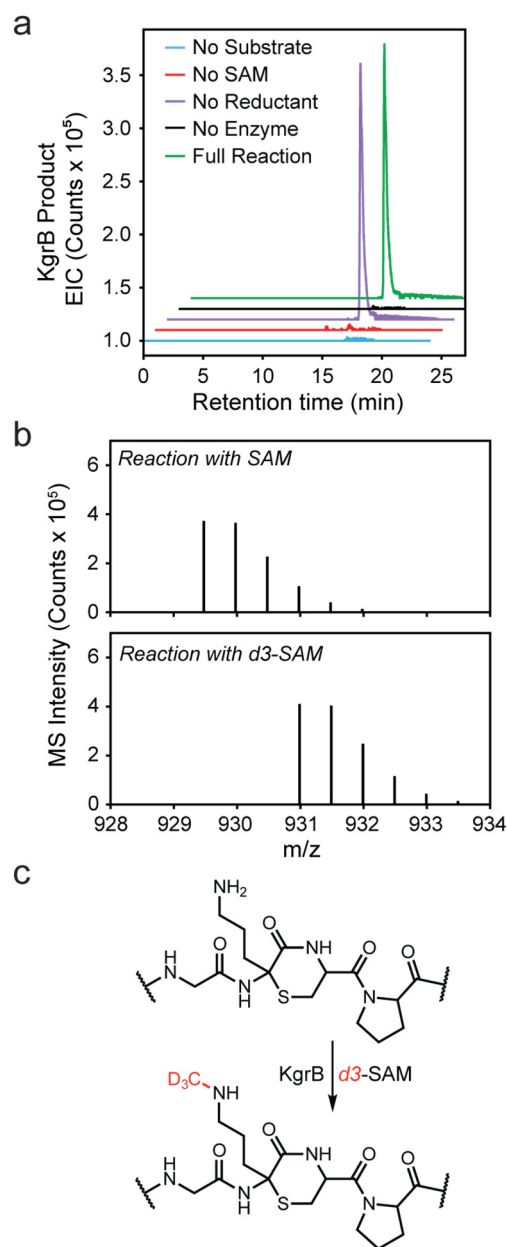 a
No Substrate
No SAM
No Reductant
No Enzyme
Full Reaction
3.5
3.0
2.5
2.0
1.5
1.0
KgrB Product
EIC (Counts x 10⁵)
0 5 10 15 20 25
Retention time (min)
b
Reaction with SAM
6
4
2
0
Reaction with d3-SAM
6
4
2
0
MS Intensity (Counts x 10⁵)
928 929 930 931 932 933 934
m/z
c
NH₂
O
NH
O
O
H
N
O
N
H
S
N
KgrB d3-SAM
D₃C
NH
O
NH
O
O
H
N
O
N
H
S
N